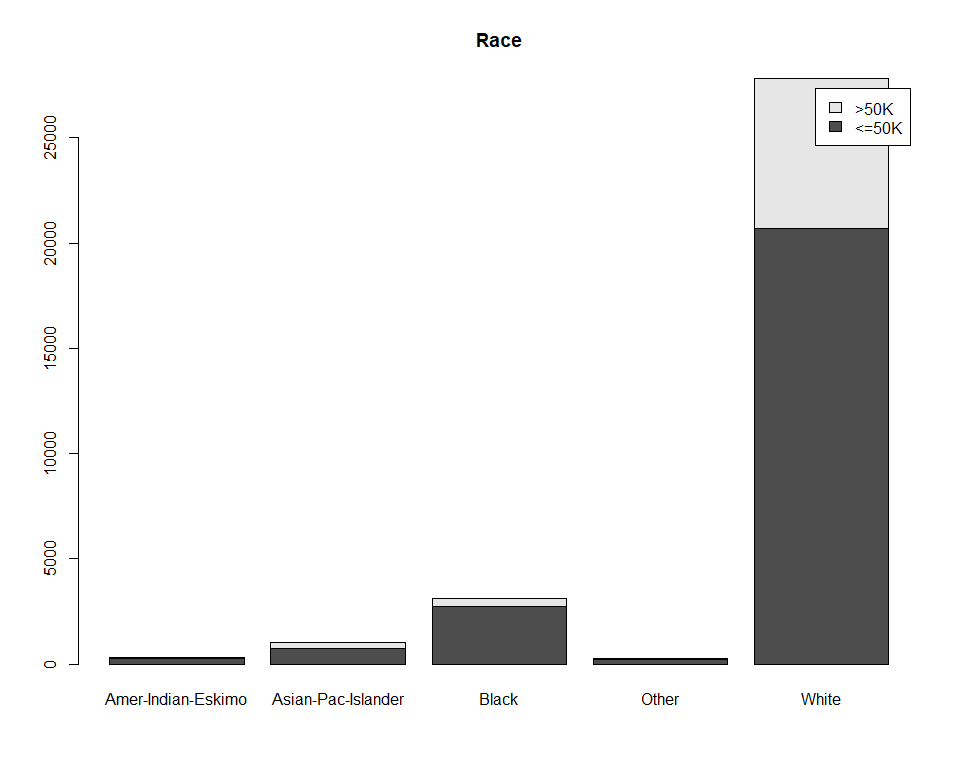 Race
>50K
<=50K
25000
20000
15000
10000
5000
0
Amer-Indian-Eskimo Asian-Pac-Islander Black Other White